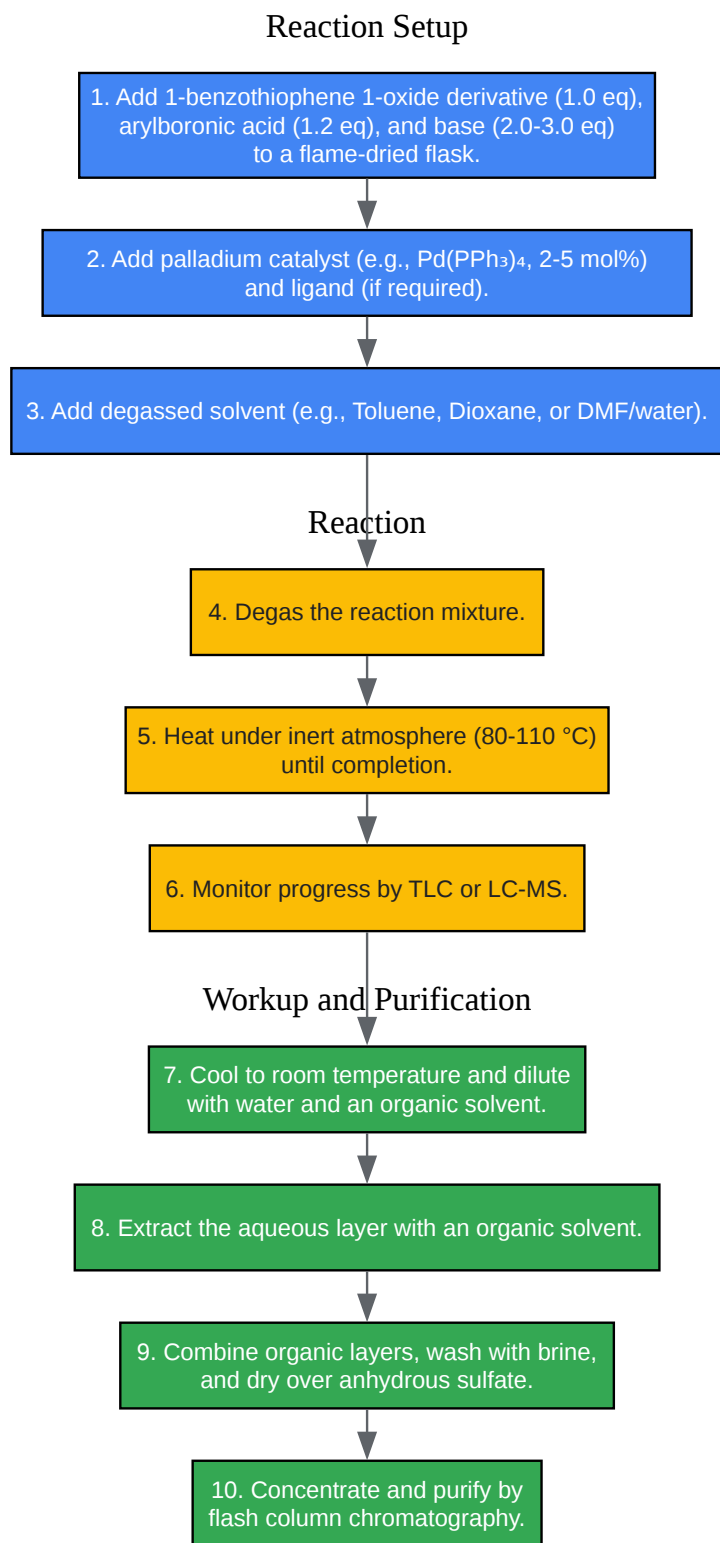 Reaction Setup
1. Add 1-benzothiophene 1-oxide derivative (1.0 eq),
arylboronic acid (1.2 eq), and base (2.0-3.0 eq)
to a flame-dried flask.
2. Add palladium catalyst (e.g., Pd(PPh₃)₄, 2-5 mol%)
and ligand (if required).
3. Add degassed solvent (e.g., Toluene, Dioxane, or DMF/water).
Reaction
4. Degas the reaction mixture.
5. Heat under inert atmosphere (80-110 °C)
until completion.
6. Monitor progress by TLC or LC-MS.
Workup and Purification
7. Cool to room temperature and dilute
with water and an organic solvent.
8. Extract the aqueous layer with an organic solvent.
9. Combine organic layers, wash with brine,
and dry over anhydrous sulfate.
10. Concentrate and purify by
flash column chromatography.